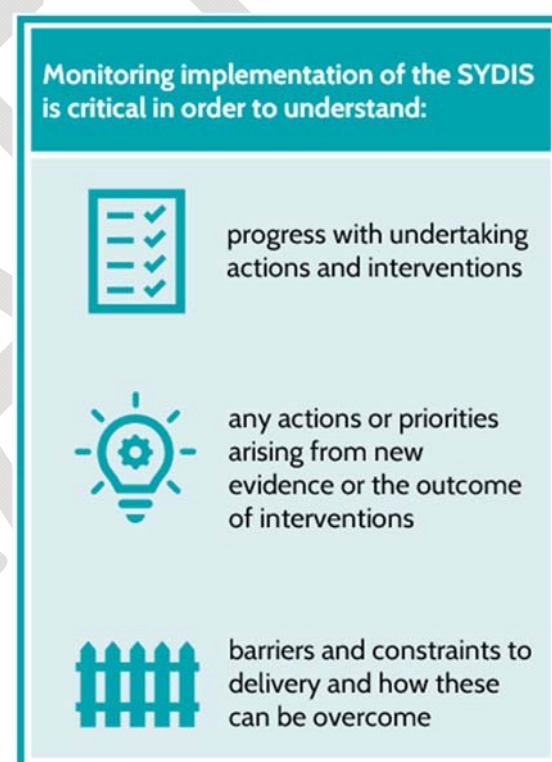 Monitoring implementation of the SYDIS
is critical in order to understand:
progress with undertaking
actions and interventions
any actions or priorities
arising from new
evidence or the outcome
of interventions
barriers and constraints to
delivery and how these
can be overcome